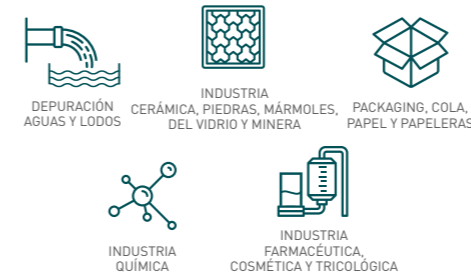 DEPURACIÓN
AGUAS Y LODOS
INDUSTRIA
CERÁMICA, PIEDRAS, MÁRMOLES,
DEL VIDRIO Y MINERA
PACKAGING, COLA,
PAPEL Y PAPELERAS
INDUSTRIA
QUÍMICA
INDUSTRIA
FARMACÉUTICA,
COSMÉTICA Y TRICOLÓGICA